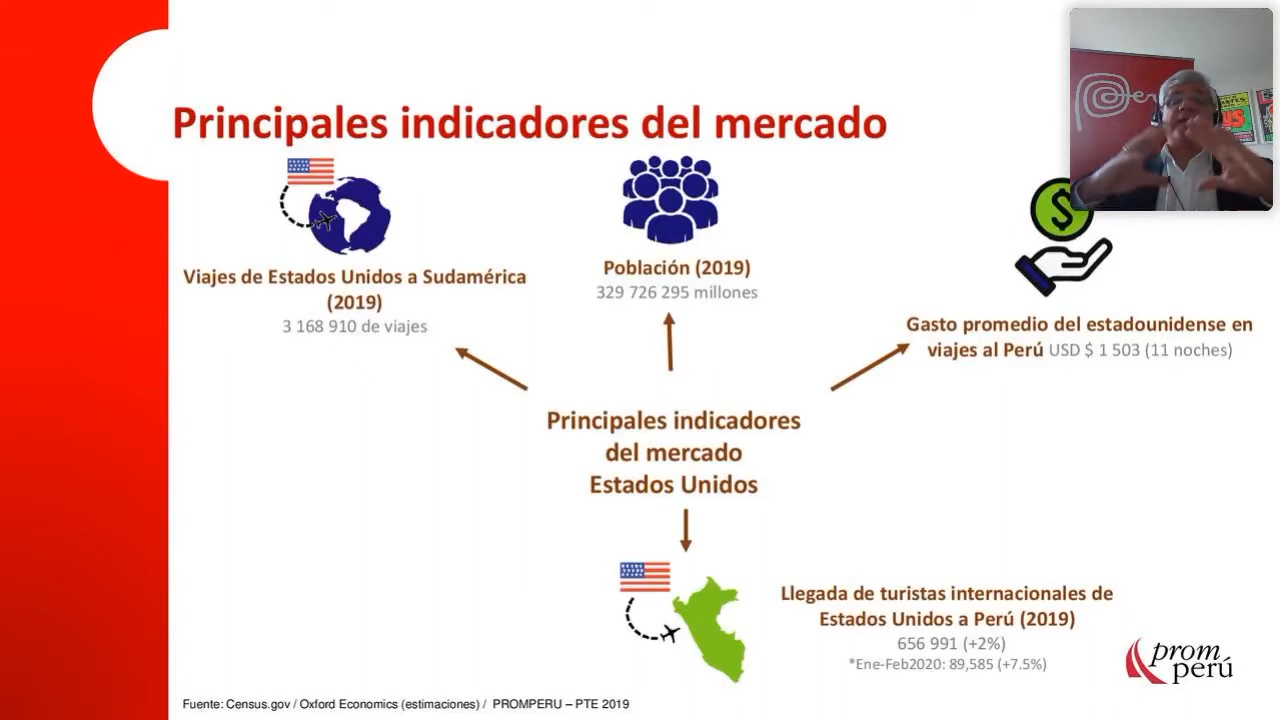 Principales indicadores del mercado
Viajes de Estados Unidos a Sudamérica
(2019)
3 168 910 de viajes
Población (2019)
329 726 295 millones
$
Gasto promedio del estadounidense en
viajes al Perú USD $ 1 503 (11 noches)
Principales indicadores
del mercado
Estados Unidos
Llegada de turistas internacionales de
Estados Unidos a Perú (2019)
656 991 (+2%)
*Ene-Feb2020: 89,585 (+7.5%)
prom
perú
Fuente: Census.gov / Oxford Economics (estimaciones) / PROMPERU – PTE 2019